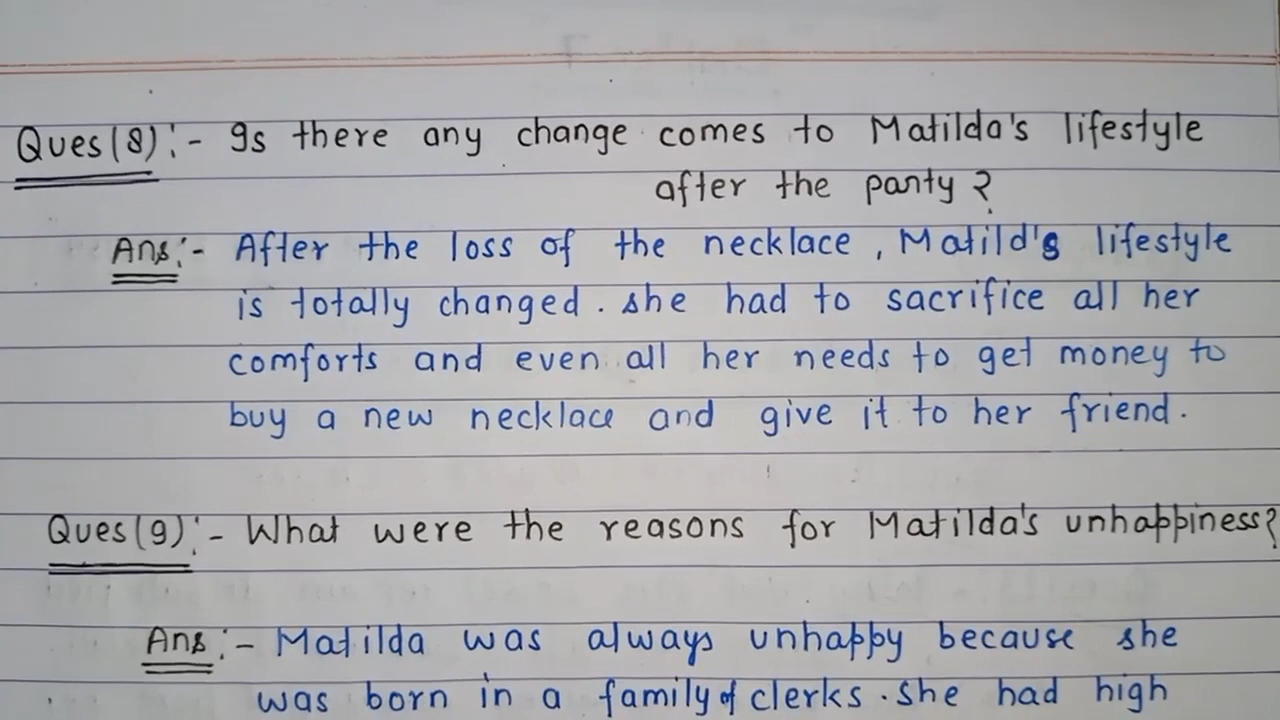 Ques(8):- Is there any change comes to Matilda's lifestyle
after the party?
Ans:- After the loss of the necklace, Matild's lifestyle
is totally changed. she had to sacrifice all her
comforts and even all her needs to get money to
buy a new necklace and give it to her friend.
Ques(9):- What were the reasons for Matilda's unhappiness?
Ans:- Matilda was always unhappy because she
was born in a family of clerks. she had high